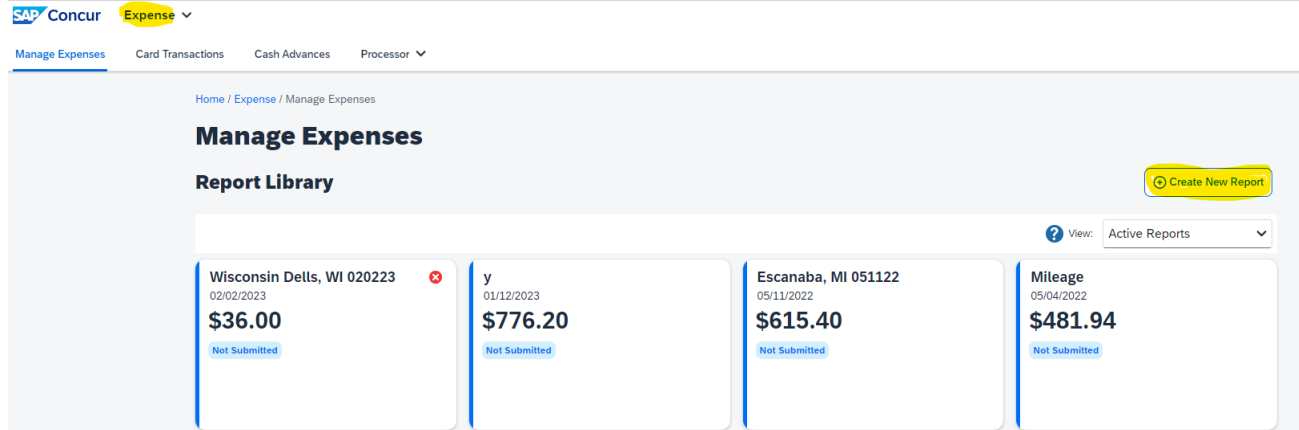 SAP Concur Expense
Manage Expenses Card Transactions Cash Advances Processor
Home / Expense / Manage Expenses
Manage Expenses
Report Library
Create New Report
? View: Active Reports
Wisconsin Dells, WI 020223
02/02/2023
$36.00
Not Submitted
y
01/12/2023
$776.20
Not Submitted
Escanaba, MI 051122
05/11/2022
$615.40
Not Submitted
Mileage
05/04/2022
$481.94
Not Submitted